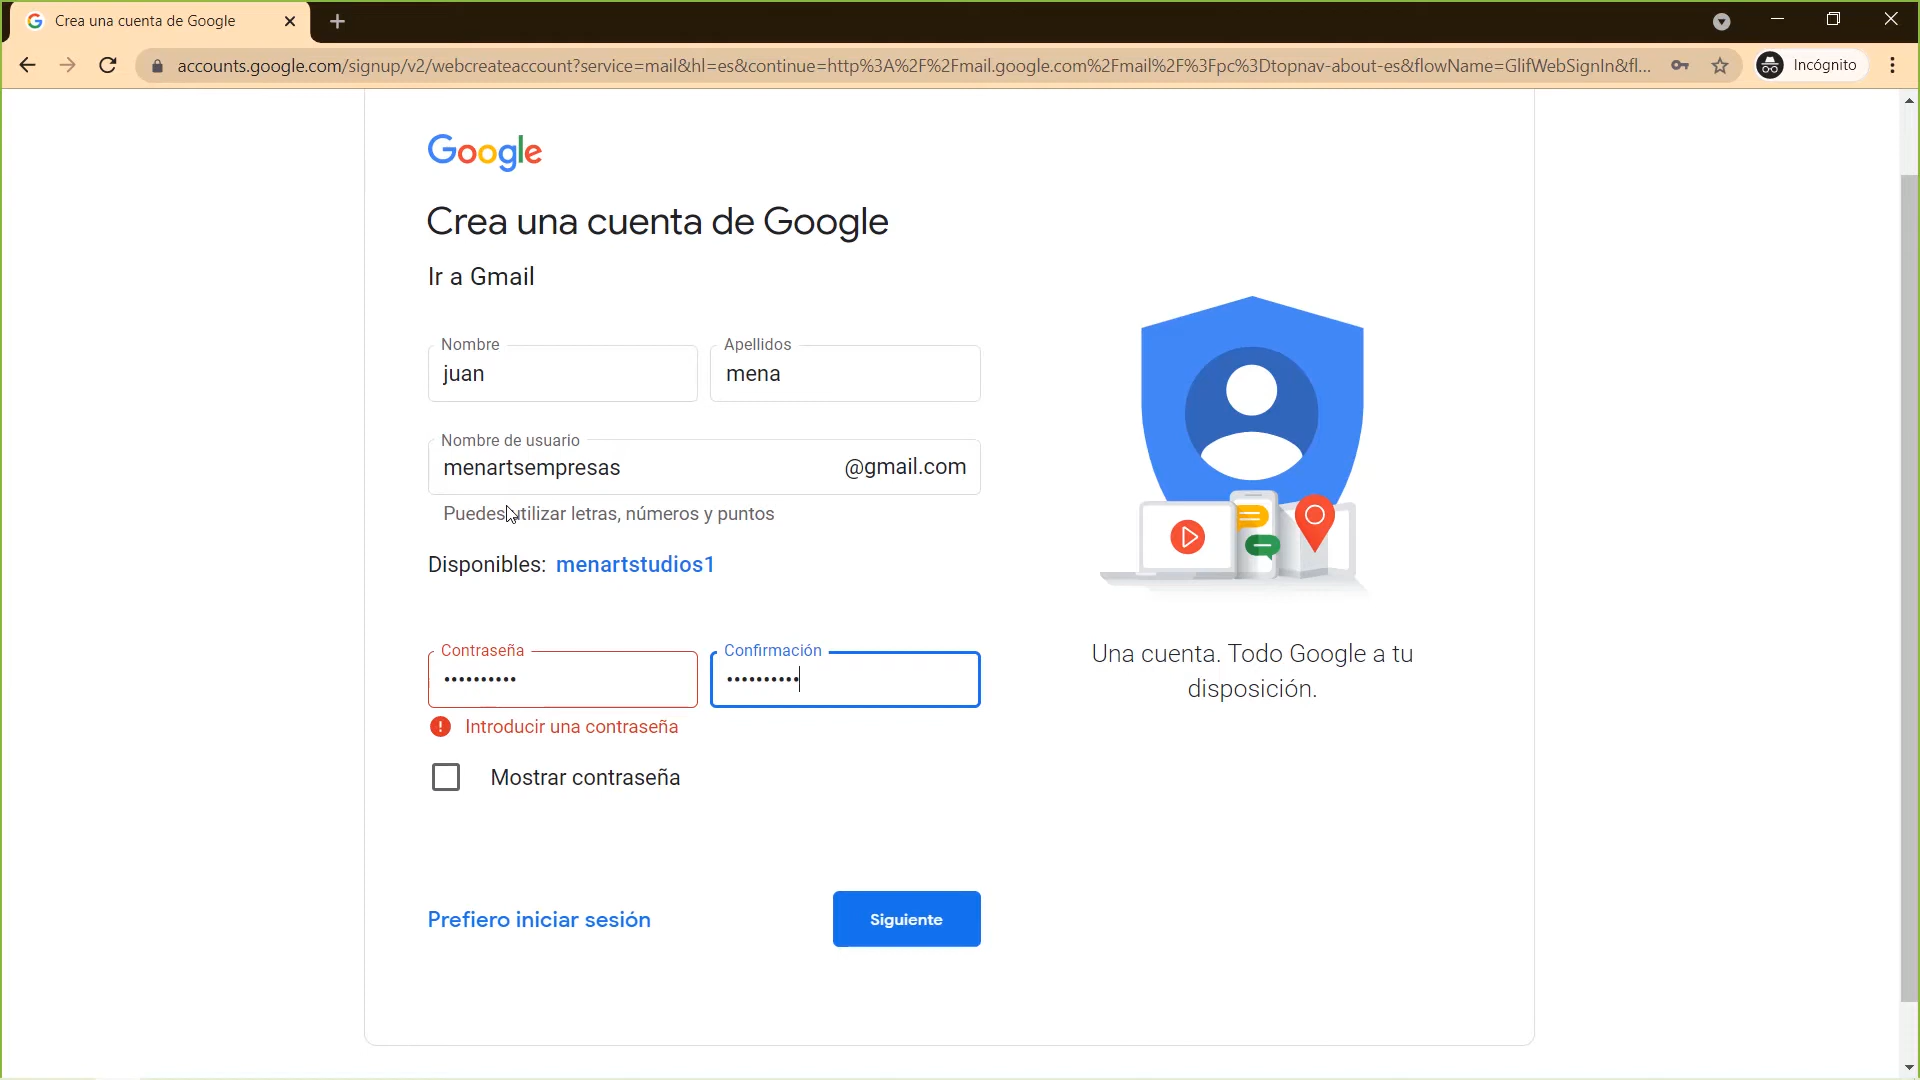 Crea una cuenta de Google
accounts.google.com/signup/v2/webcreateaccount?service=mail&hl=es&continue=http%3A%2F%2Fmail.google.com%2Fmail%2F%3Fpc%3Dtopnav-about-es&flowName=GlifWebSignIn&fl...
Incógnito
Google
Crea una cuenta de Google
Ir a Gmail
Nombre
juan
Apellidos
mena
Nombre de usuario
menartsempresas
@gmail.com
Puedes utilizar letras, números y puntos
Disponibles: menartstudios1
Contraseña
Confirmación
Introducir una contraseña
Mostrar contraseña
Prefiero iniciar sesión
Siguiente
Una cuenta. Todo Google a tu
disposición.